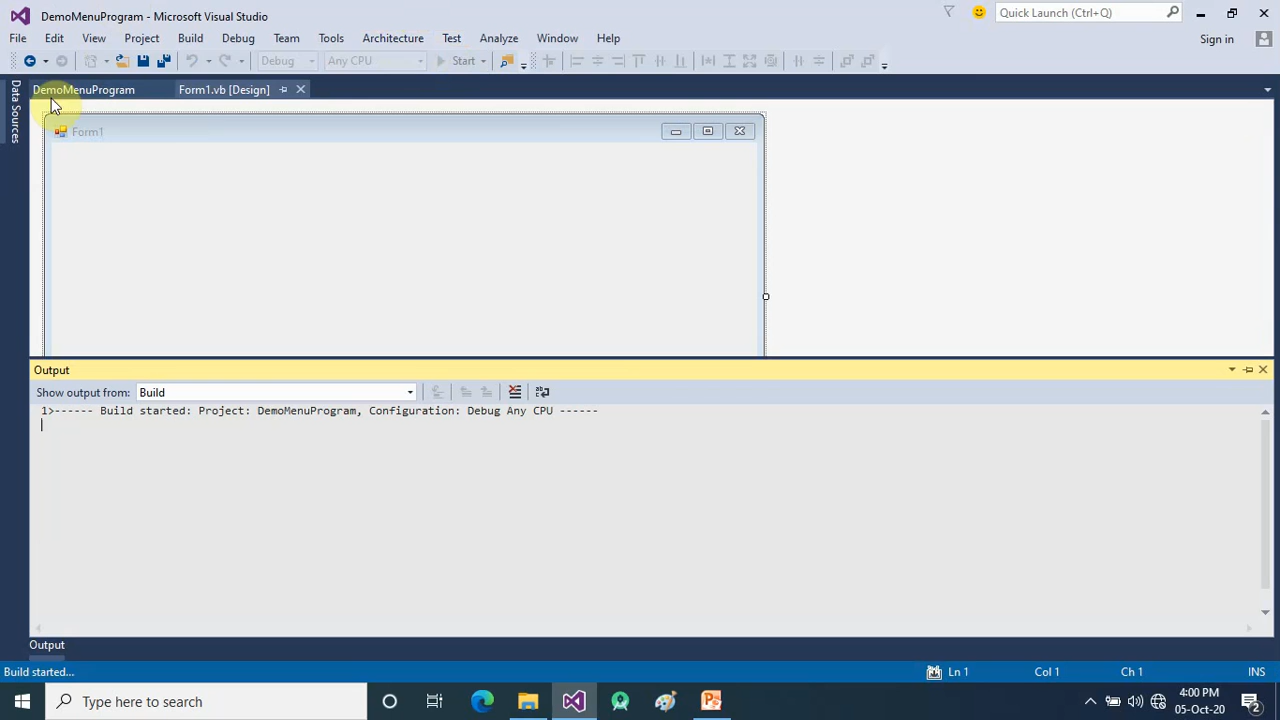 DemoMenuProgram - Microsoft Visual Studio
Quick Launch (Ctrl+Q)
File Edit View Project Build Debug Team Tools Architecture Test Analyze Window Help
Sign in
Debug Any CPU Start
Data Sources
DemoMenuProgram Form1.vb [Design]
Form1
Output
Show output from: Build
1>------ Build started: Project: DemoMenuProgram, Configuration: Debug Any CPU ------
Output
Build started... Ln 1 Col 1 Ch 1 INS
Type here to search
4:00 PM
05-Oct-20
2